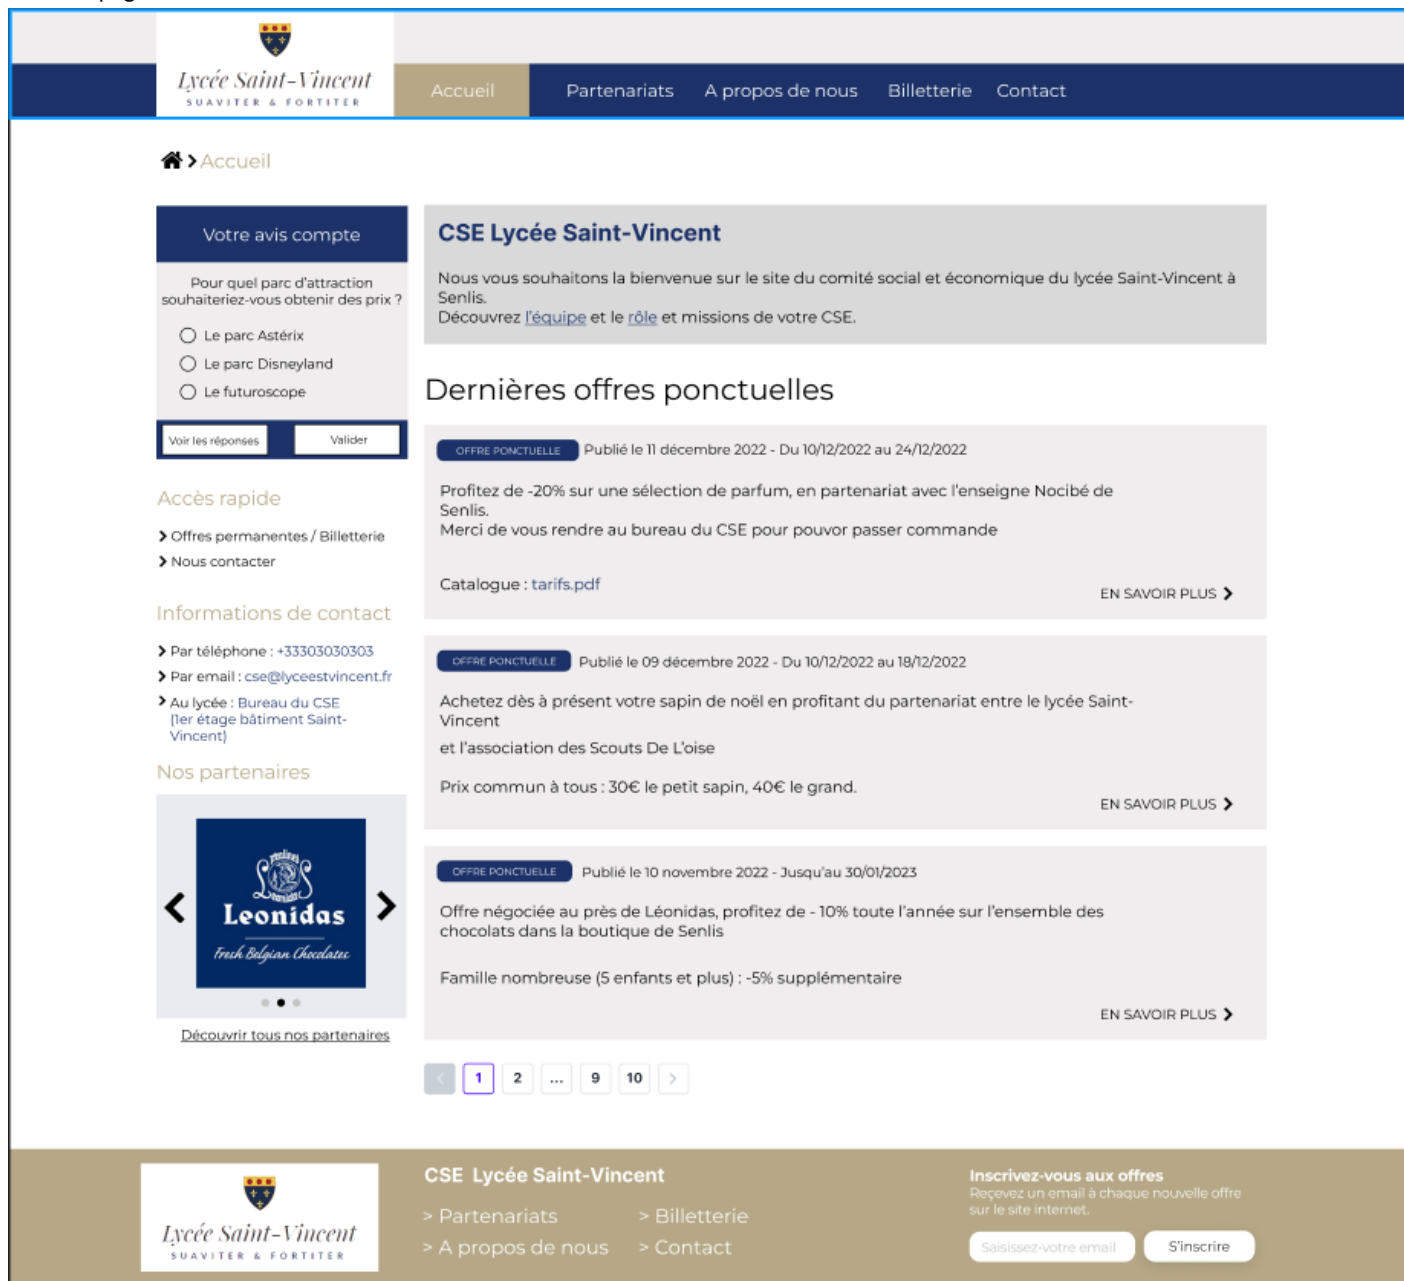 Lycée Saint-Vincent
SUAVITER & FORTITER
Accueil Partenariats A propos de nous Billetterie Contact
Accueil
Votre avis compte
Pour quel parc d'attraction
souhaiteriez-vous obtenir des prix ?
Le parc Astérix
Le parc Disneyland
Le futuroscope
Voir les réponses Valider
Accès rapide
Offres permanentes / Billetterie
Nous contacter
Informations de contact
Par téléphone : +33303030303
Par email : cse@lyceestvincent.fr
Au lycée : Bureau du CSE
(1er étage bâtiment Saint-
Vincent)
Nos partenaires
Leonidas
Fresh Belgian Chocolates
Découvrir tous nos partenaires
CSE Lycée Saint-Vincent
Nous vous souhaitons la bienvenue sur le site du comité social et économique du lycée Saint-Vincent à
Senlis.
Découvrez l'équipe et le rôle et missions de votre CSE.
Dernières offres ponctuelles
OFFRE PONCTUELLE Publié le 11 décembre 2022 - Du 10/12/2022 au 24/12/2022
Profitez de -20% sur une sélection de parfum, en partenariat avec l'enseigne Nocibé de
Senlis.
Merci de vous rendre au bureau du CSE pour pouvor passer commande
Catalogue : tarifs.pdf
EN SAVOIR PLUS
OFFRE PONCTUELLE Publié le 09 décembre 2022 - Du 10/12/2022 au 18/12/2022
Achetez dès à présent votre sapin de noël en profitant du partenariat entre le lycée Saint-
Vincent
et l'association des Scouts De L'oise
Prix commun à tous : 30€ le petit sapin, 40€ le grand.
EN SAVOIR PLUS
OFFRE PONCTUELLE Publié le 10 novembre 2022 - Jusqu'au 30/01/2023
Offre négociée au près de Léonidas, profitez de - 10% toute l'année sur l'ensemble des
chocolats dans la boutique de Senlis
Famille nombreuse (5 enfants et plus) : -5% supplémentaire
EN SAVOIR PLUS
< 1 2 ... 9 10 >
Lycée Saint-Vincent
SUAVITER & FORTITER
CSE Lycée Saint-Vincent
> Partenariats > Billetterie
> A propos de nous > Contact
Inscrivez-vous aux offres
Reçevez un email à chaque nouvelle offre
sur le site internet.
Saisissez-votre email S'inscrire